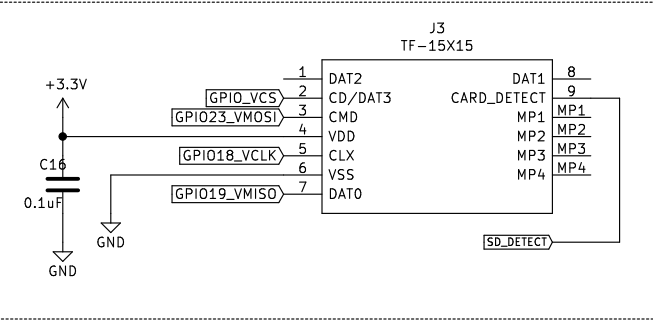 J3
TF-15X15
+3.3V
1 DAT2 DAT1 8
GPIO_VCS 2 CD/DAT3 CARD_DETECT 9
GPIO23_VMOSI 3 CMD MP1 MP1
4 VDD MP2 MP2
GPIO18_VCLK 5 CLX MP3 MP3
C16 6 VSS MP4 MP4
0.1uF GPIO19_VMISO 7 DAT0
GND SD_DETECT
GND